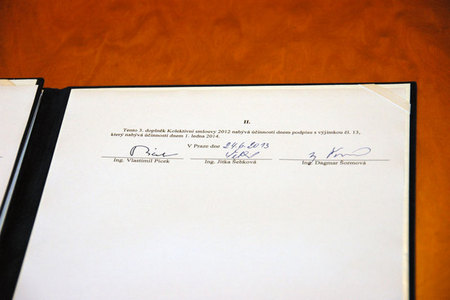 II.
Tento 3. doplněk Kolektivní smlouvy 2012 nabývá účinnosti dnem podpisu s výjimkou čl. 13,
který nabývá účinnosti dnem 1. ledna 2014.
V Praze dne 24.6.2013
Ing. Vlastimil Picek Ing. Jitka Šebková Ing. Dagmar Šormová